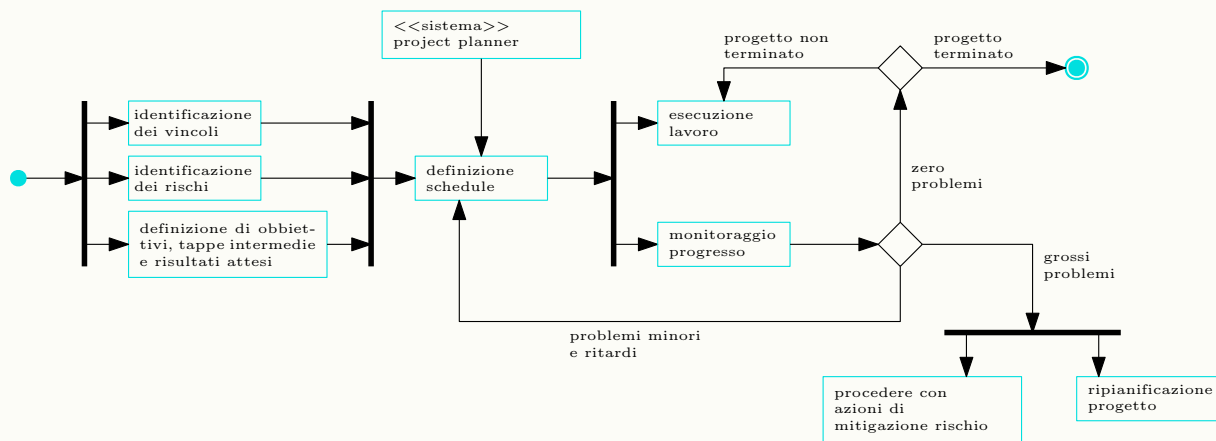 <<sistema>>
project planner
progetto non
terminato
progetto
terminato
identificazione
dei vincoli
esecuzione
lavoro
identificazione
dei rischi
definizione
schedule
zero
problemi
definizione di obbiet-
tivi, tappe intermedie
e risultati attesi
monitoraggio
progresso
grossi
problemi
problemi minori
e ritardi
procedere con
azioni di
mitigazione rischio
ripianificazione
progetto